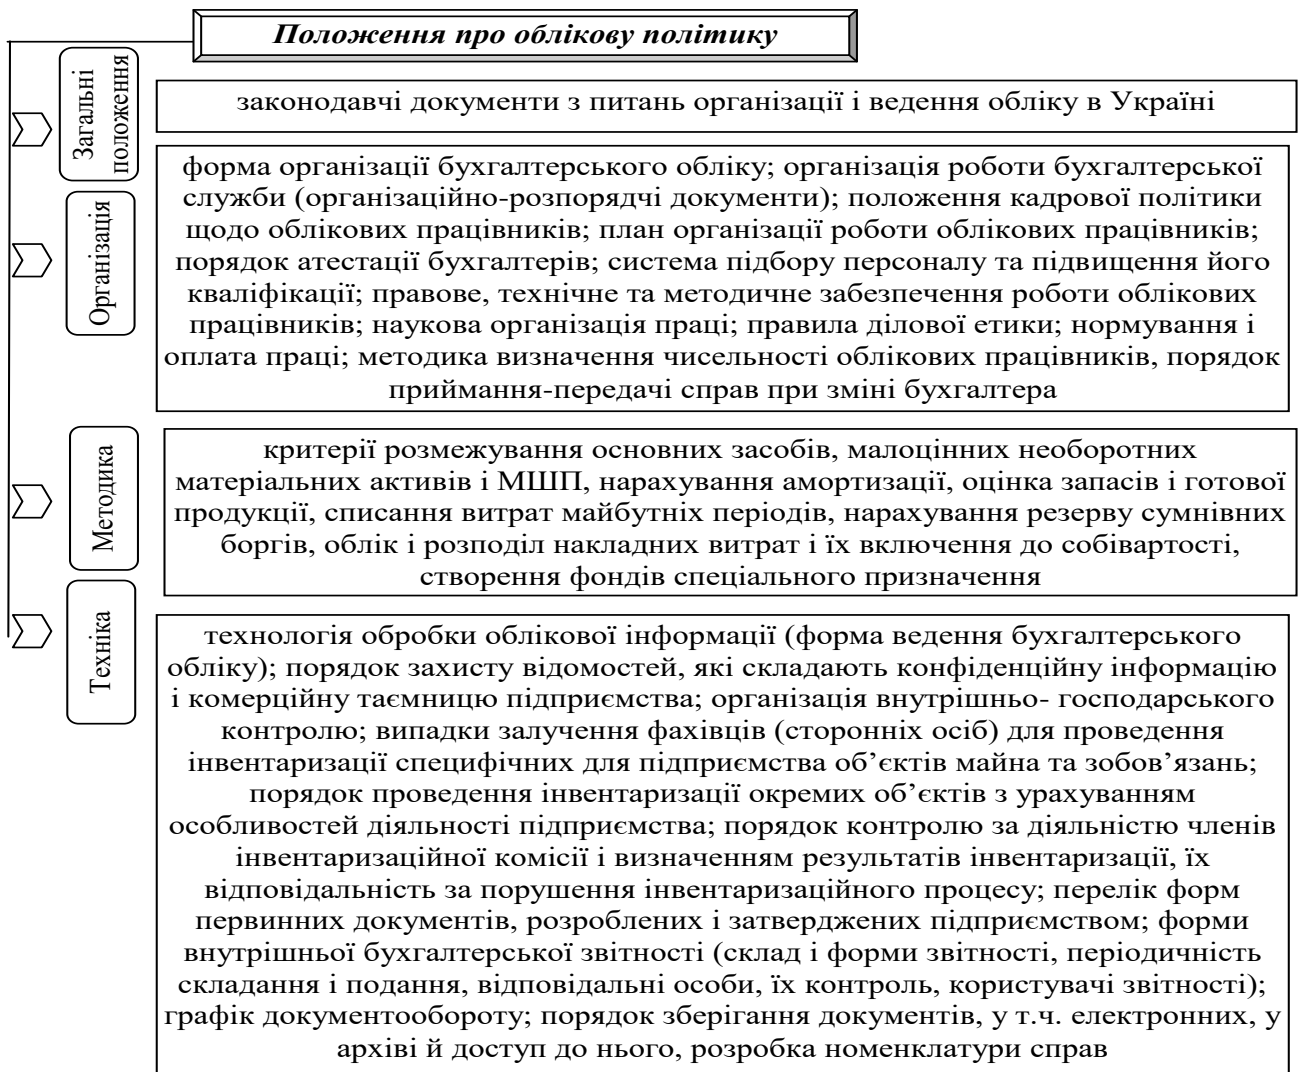 Положення про облікову політику
Загальні
положення
законодавчі документи з питань організації і ведення обліку в Україні
Організація
форма організації бухгалтерського обліку; організація роботи бухгалтерської
служби (організаційно-розпорядчі документи); положення кадрової політики
щодо облікових працівників; план організації роботи облікових працівників;
порядок атестації бухгалтерів; система підбору персоналу та підвищення його
кваліфікації; правове, технічне та методичне забезпечення роботи облікових
працівників; наукова організація праці; правила ділової етики; нормування і
оплата праці; методика визначення чисельності облікових працівників, порядок
приймання-передачі справ при зміні бухгалтера
Методика
критерії розмежування основних засобів, малоцінних необоротних
матеріальних активів і МШП, нарахування амортизації, оцінка запасів і готової
продукції, списання витрат майбутніх періодів, нарахування резерву сумнівних
боргів, облік і розподіл накладних витрат і їх включення до собівартості,
створення фондів спеціального призначення
Техніка
технологія обробки облікової інформації (форма ведення бухгалтерського
обліку); порядок захисту відомостей, які складають конфіденційну інформацію
і комерційну таємницю підприємства; організація внутрішньо- господарського
контролю; випадки залучення фахівців (сторонніх осіб) для проведення
інвентаризації специфічних для підприємства об’єктів майна та зобов’язань;
порядок проведення інвентаризації окремих об’єктів з урахуванням
особливостей діяльності підприємства; порядок контролю за діяльністю членів
інвентаризаційної комісії і визначенням результатів інвентаризації, їх
відповідальність за порушення інвентаризаційного процесу; перелік форм
первинних документів, розроблених і затверджених підприємством; форми
внутрішньої бухгалтерської звітності (склад і форми звітності, періодичність
складання і подання, відповідальні особи, їх контроль, користувачі звітності);
графік документообороту; порядок зберігання документів, у т.ч. електронних, у
архіві й доступ до нього, розробка номенклатури справ